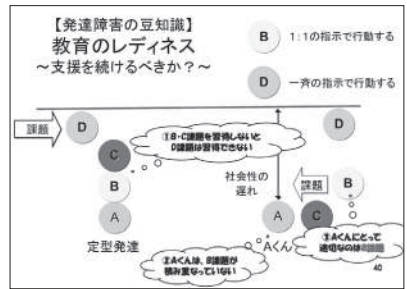 【発達障害の豆知識】
教育のレディネス
～支援を続けるべきか？～
B 1：1の指示で行動する
D 一斉の指示で行動する
課題
D
D
C
①B・C課題を習得しないと
D課題は習得できない
B
社会性の
遅れ
課題
B
A
A
C
定型発達
Aくん
②Aくんは、B課題が
積み重なっていない
③Aくんにとって
適切なのはB課題
40